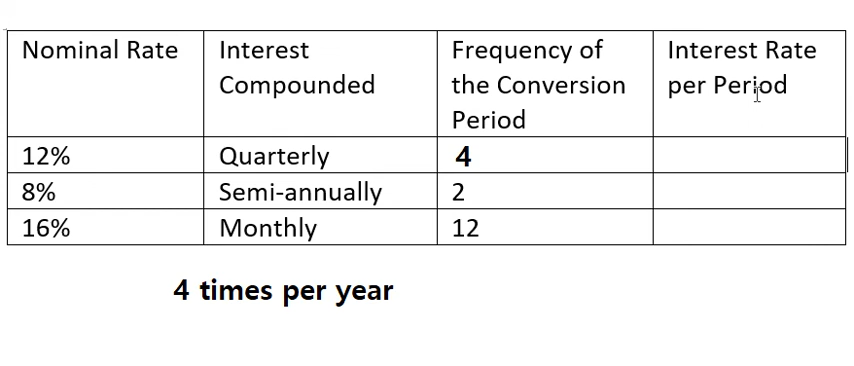 Nominal Rate
Interest
Compounded
Frequency of
the Conversion
Period
Interest Rate
per Period
12%
Quarterly
4
8%
Semi-annually
2
16%
Monthly
12
4 times per year